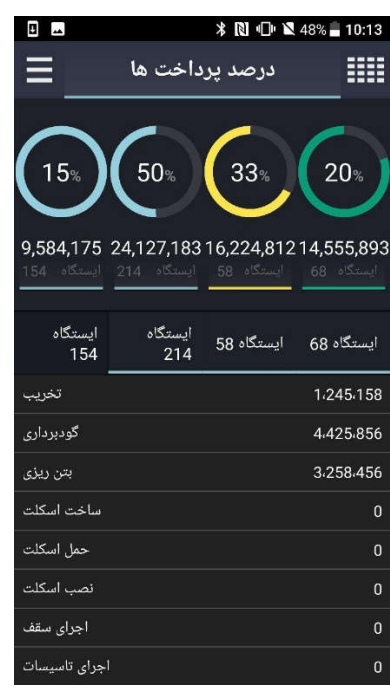 48% 10:13
درصد پرداخت ها
15% 50% 33% 20%
9,584,175 24,127,183 16,224,812 14,555,893
ایستگاه 154 ایستگاه 214 ایستگاه 58 ایستگاه 68
ایستگاه 154 ایستگاه 214 ایستگاه 58 ایستگاه 68
تخریب 1،245،158
گودبرداری 4،425،856
بتن ریزی 3،258،456
ساخت اسکلت 0
حمل اسکلت 0
نصب اسکلت 0
اجرای سقف 0
اجرای تاسیسات 0